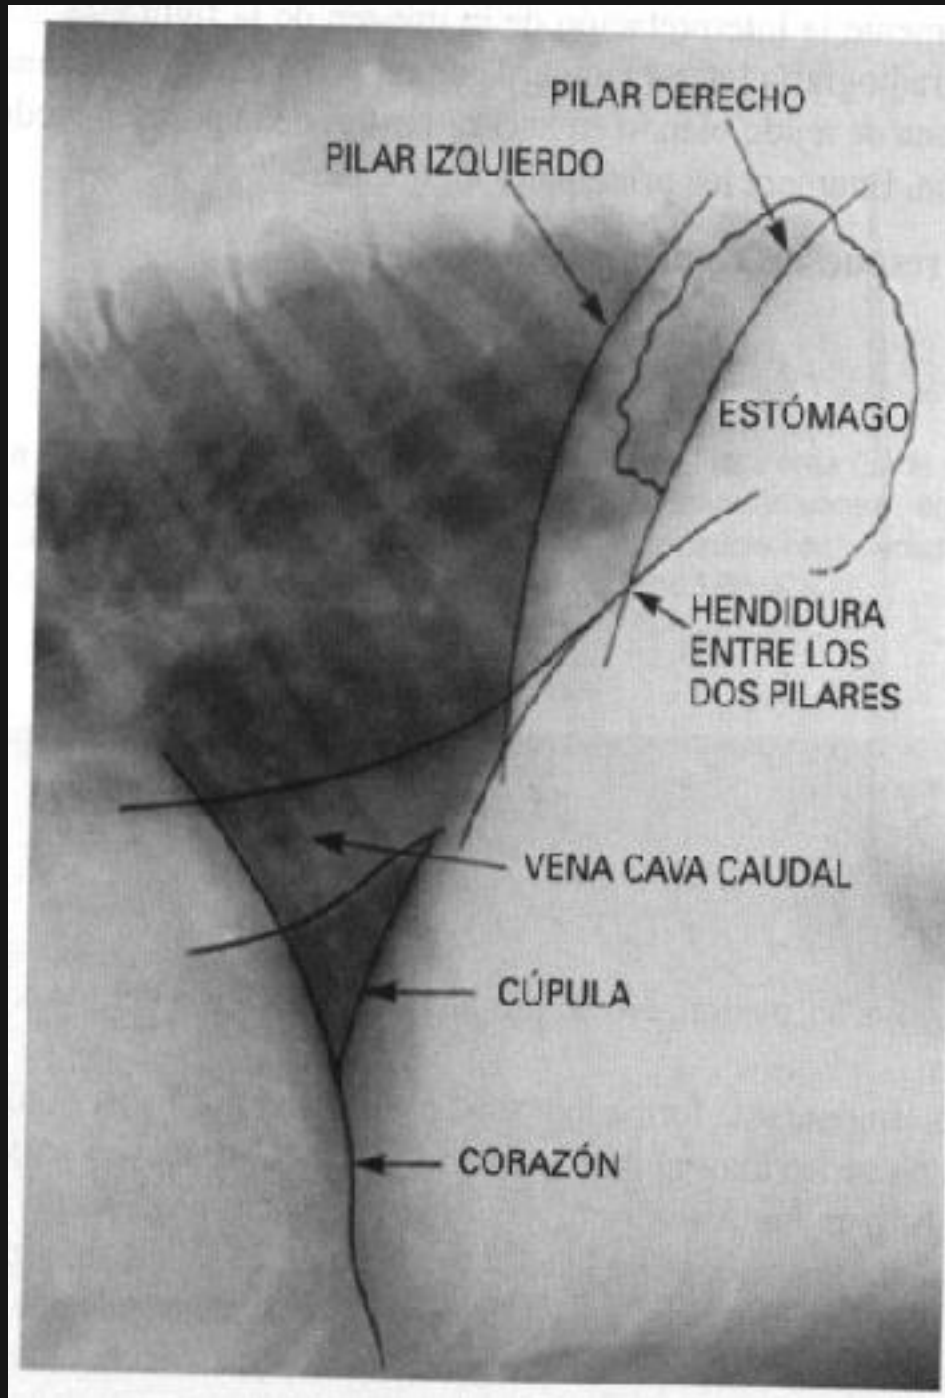 PILAR DERECHO
PILAR IZQUIERDO
ESTÓMAGO
HENDIDURA
ENTRE LOS
DOS PILARES
VENA CAVA CAUDAL
CÚPULA
CORAZÓN